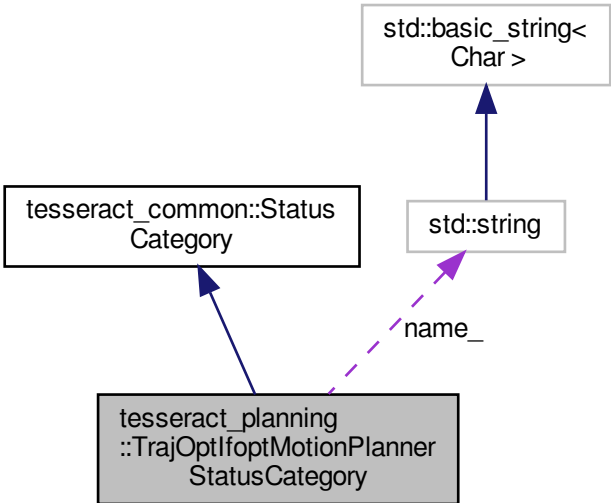 std::basic_string<
Char >
tesseract_common::Status
Category
std::string
name_
tesseract_planning
::TrajOptIfoptMotionPlanner
StatusCategory